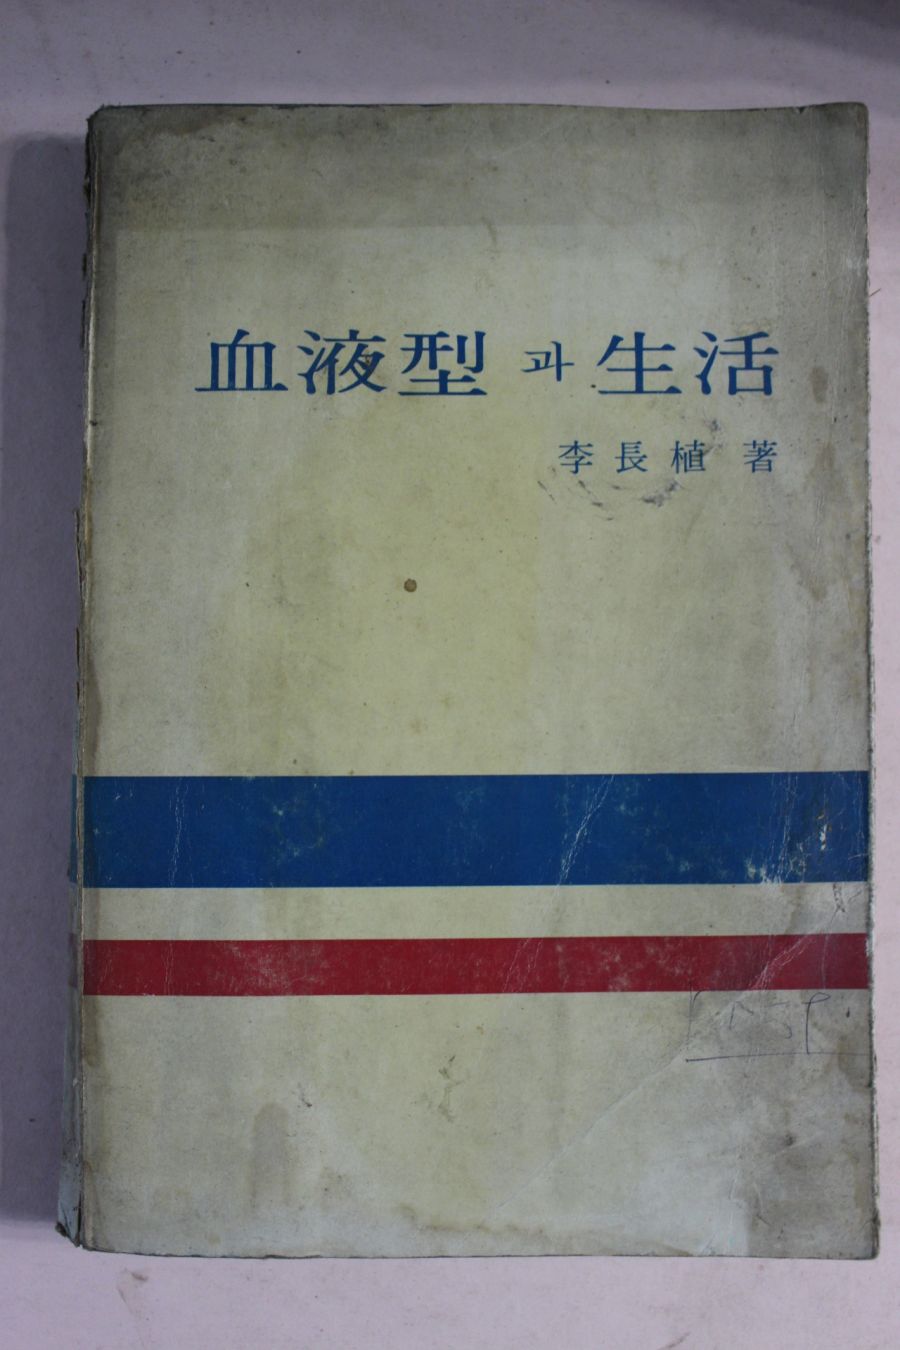 血液型과 生活
李長植 著